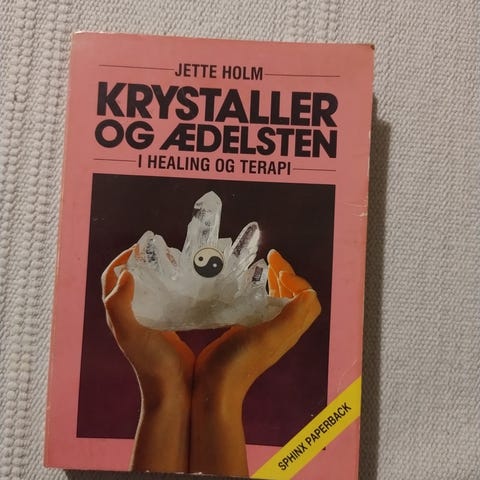 JETTE HOLM
KRYSTALLER
OG ÆDELSTEN
I HEALING OG TERAPI
SPHINX PAPERBACK